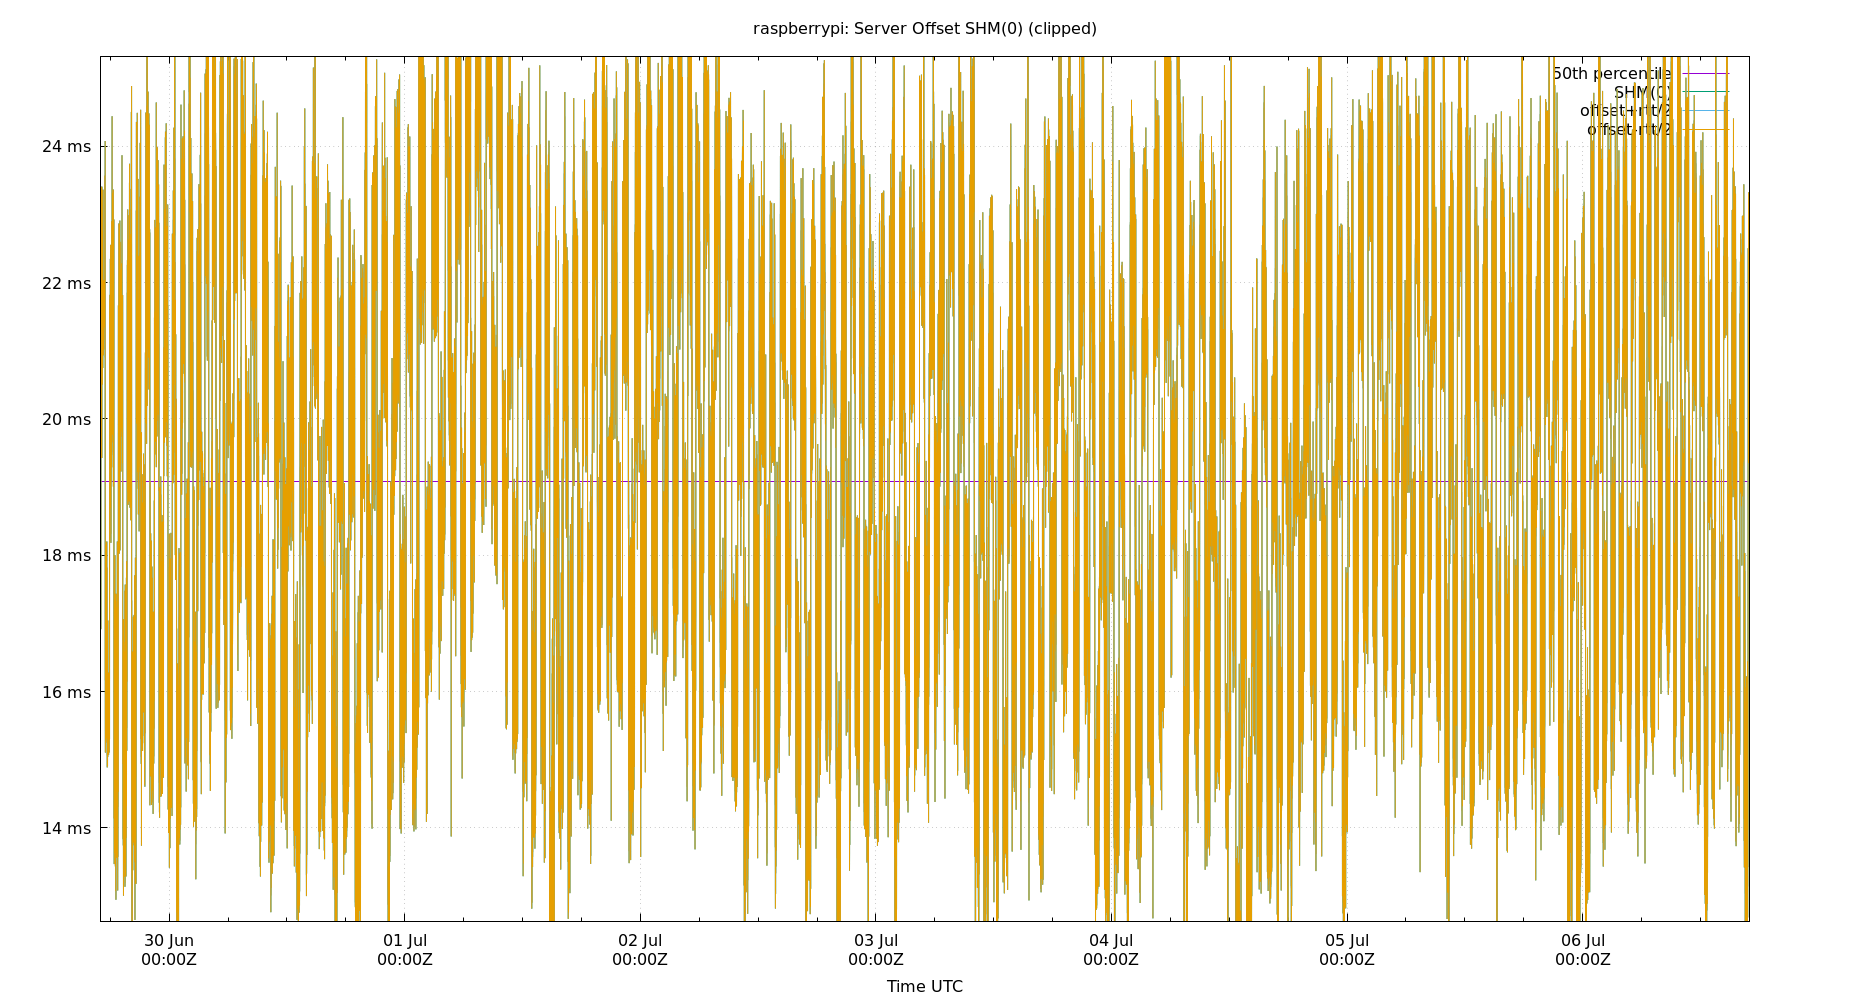 raspberrypi: Server Offset SHM(0) (clipped)
50th percentile
SHM(0)
offset+rtt/2
offset-rtt/2
24 ms
22 ms
20 ms
18 ms
16 ms
14 ms
30 Jun 01 Jul 02 Jul 03 Jul 04 Jul 05 Jul 06 Jul
00:00Z 00:00Z 00:00Z 00:00Z 00:00Z 00:00Z 00:00Z
Time UTC